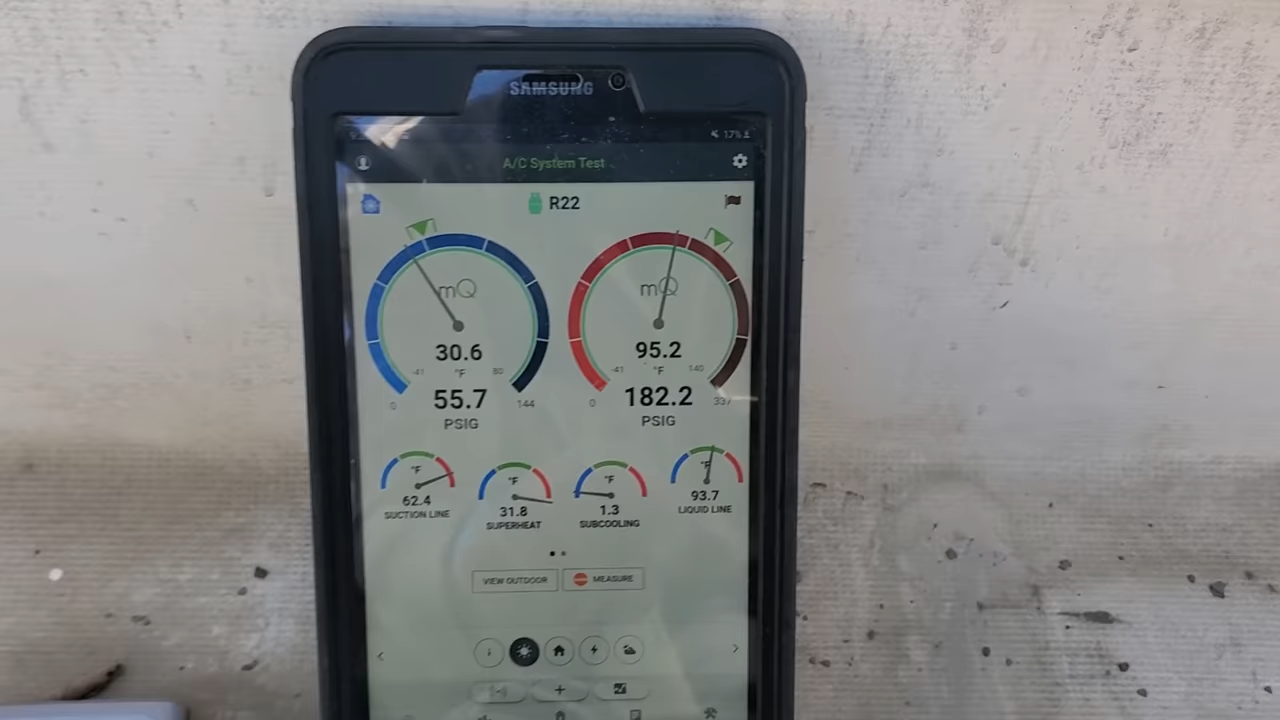 SAMSUNG
17%
A/C System Test
R22
mQ mQ
30.6 95.2
-41 °F 80 -41 °F 140
0 55.7 144 0 182.2 337
PSIG PSIG
°F °F °F °F
62.4 31.8 1.3 93.7
SUCTION LINE SUPERHEAT SUBCOOLING LIQUID LINE
VIEW OUTDOOR MEASURE